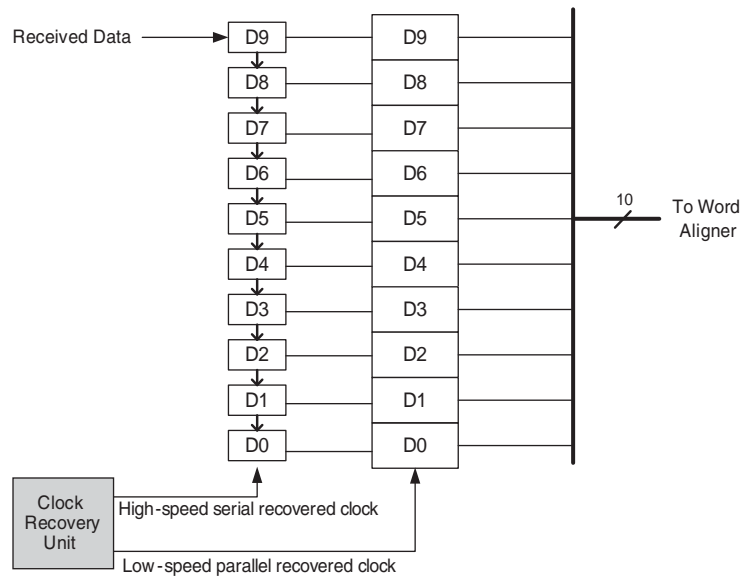 Received Data
D9
D9
D8
D8
D7
D7
D6
D6
D5
D5
10
To Word
Aligner
D4
D4
D3
D3
D2
D2
D1
D1
D0
D0
Clock
Recovery
Unit
High-speed serial recovered clock
Low-speed parallel recovered clock